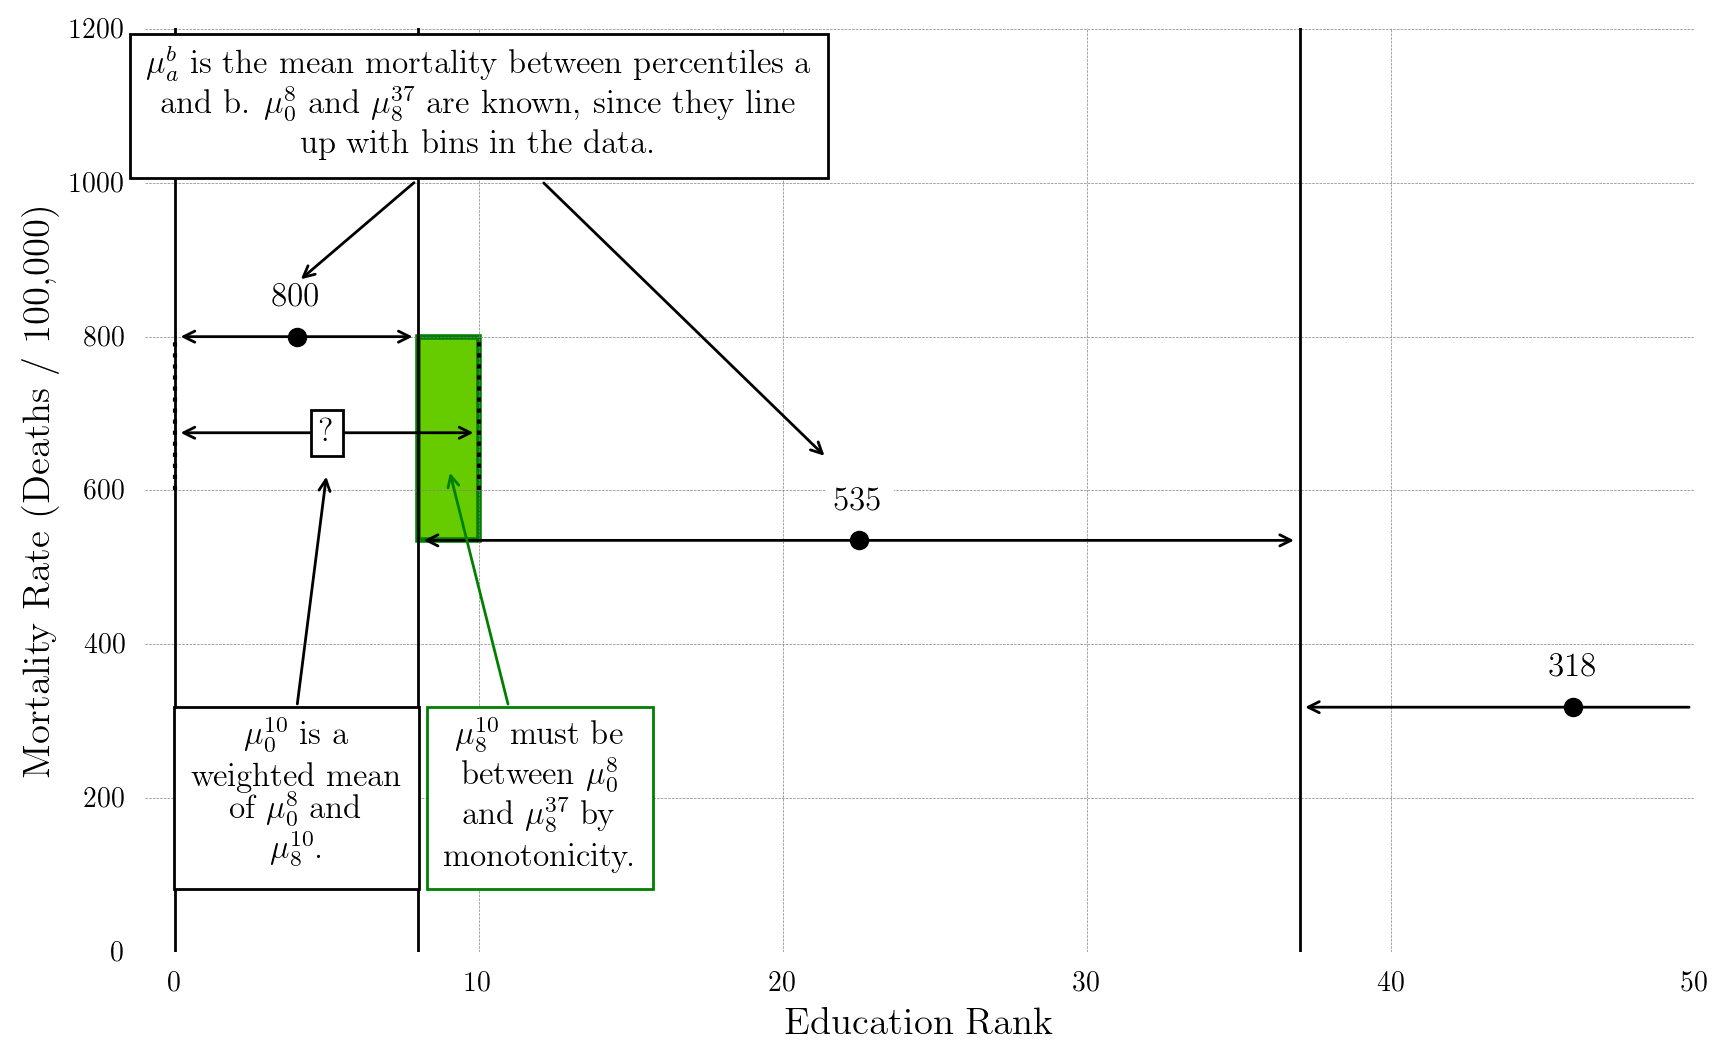 1200
μ_a^b is the mean mortality between percentiles a
and b. μ_0^8 and μ_8^37 are known, since they line
up with bins in the data.
1000
800
800
?
600
535
400
318
μ_0^10 is a
weighted mean
of μ_0^8 and
μ_8^10.
μ_8^10 must be
between μ_0^8
and μ_8^37 by
monotonicity.
200
0
0 10 20 30 40 50
Education Rank
Mortality Rate (Deaths / 100,000)